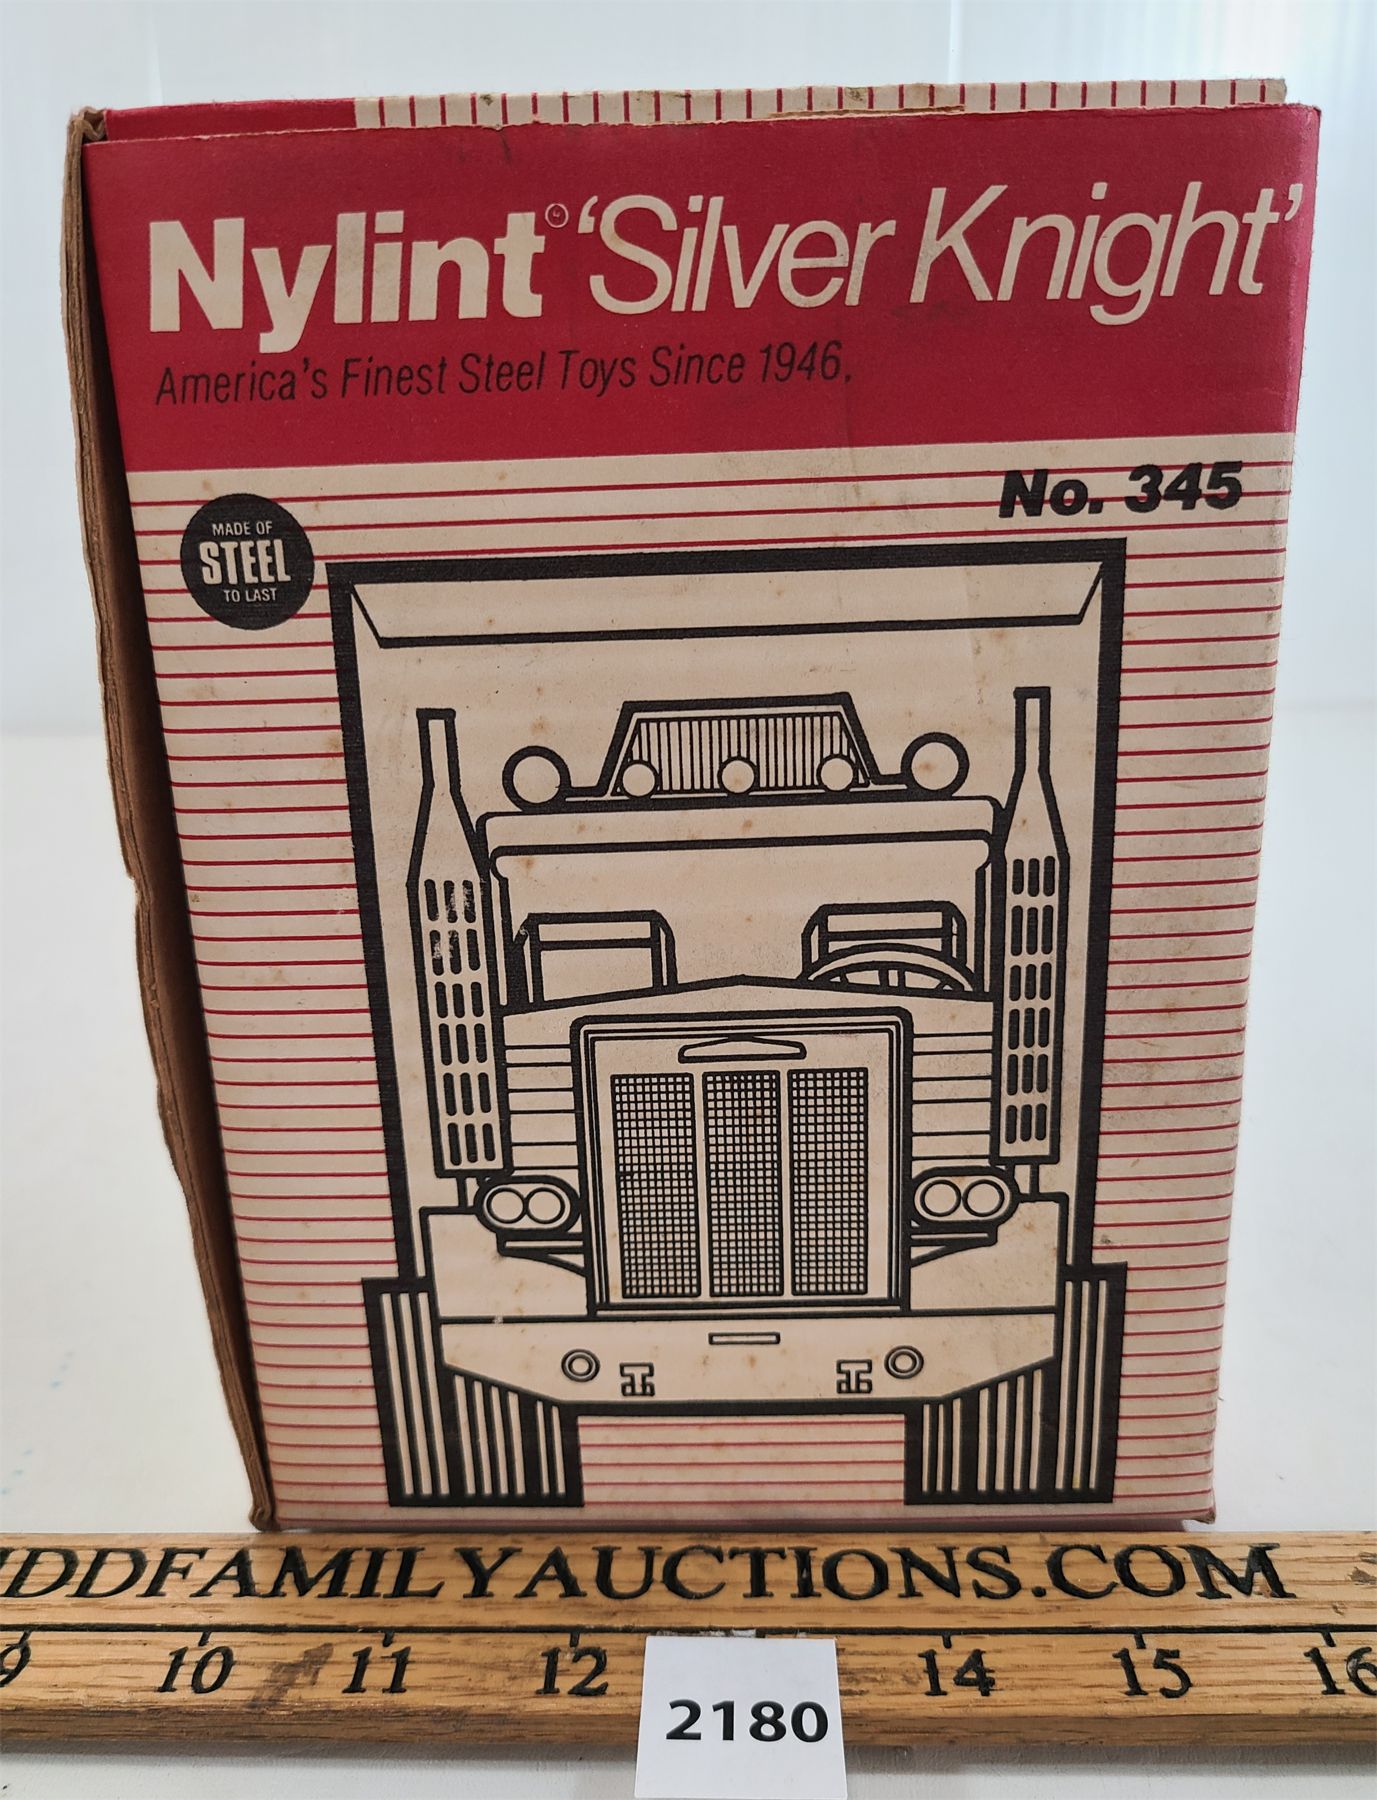 Nylint® 'Silver Knight'
America's Finest Steel Toys Since 1946.
No. 345
MADE OF
STEEL
TO LAST
DDFAMILYAUCTIONS.COM
9 10 11 12 14 15 16
2180